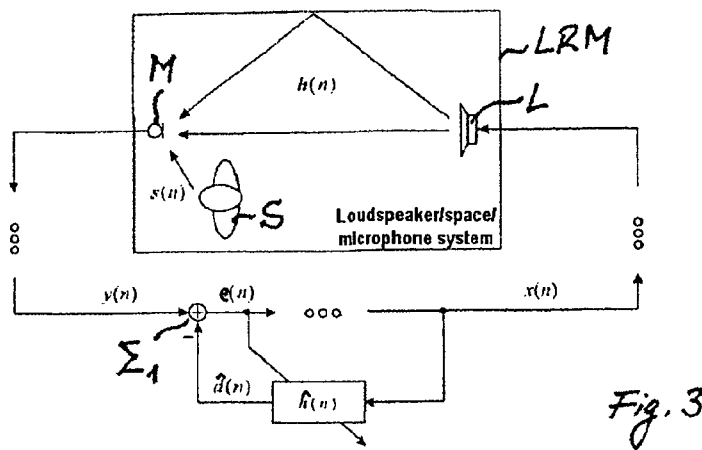 LRM
M
h(n)
L
s(n)
S
Loudspeaker/space/
microphone system
y(n)
e(n)
x(n)
Σ1
d̂(n)
ĥ(n)
Fig. 3